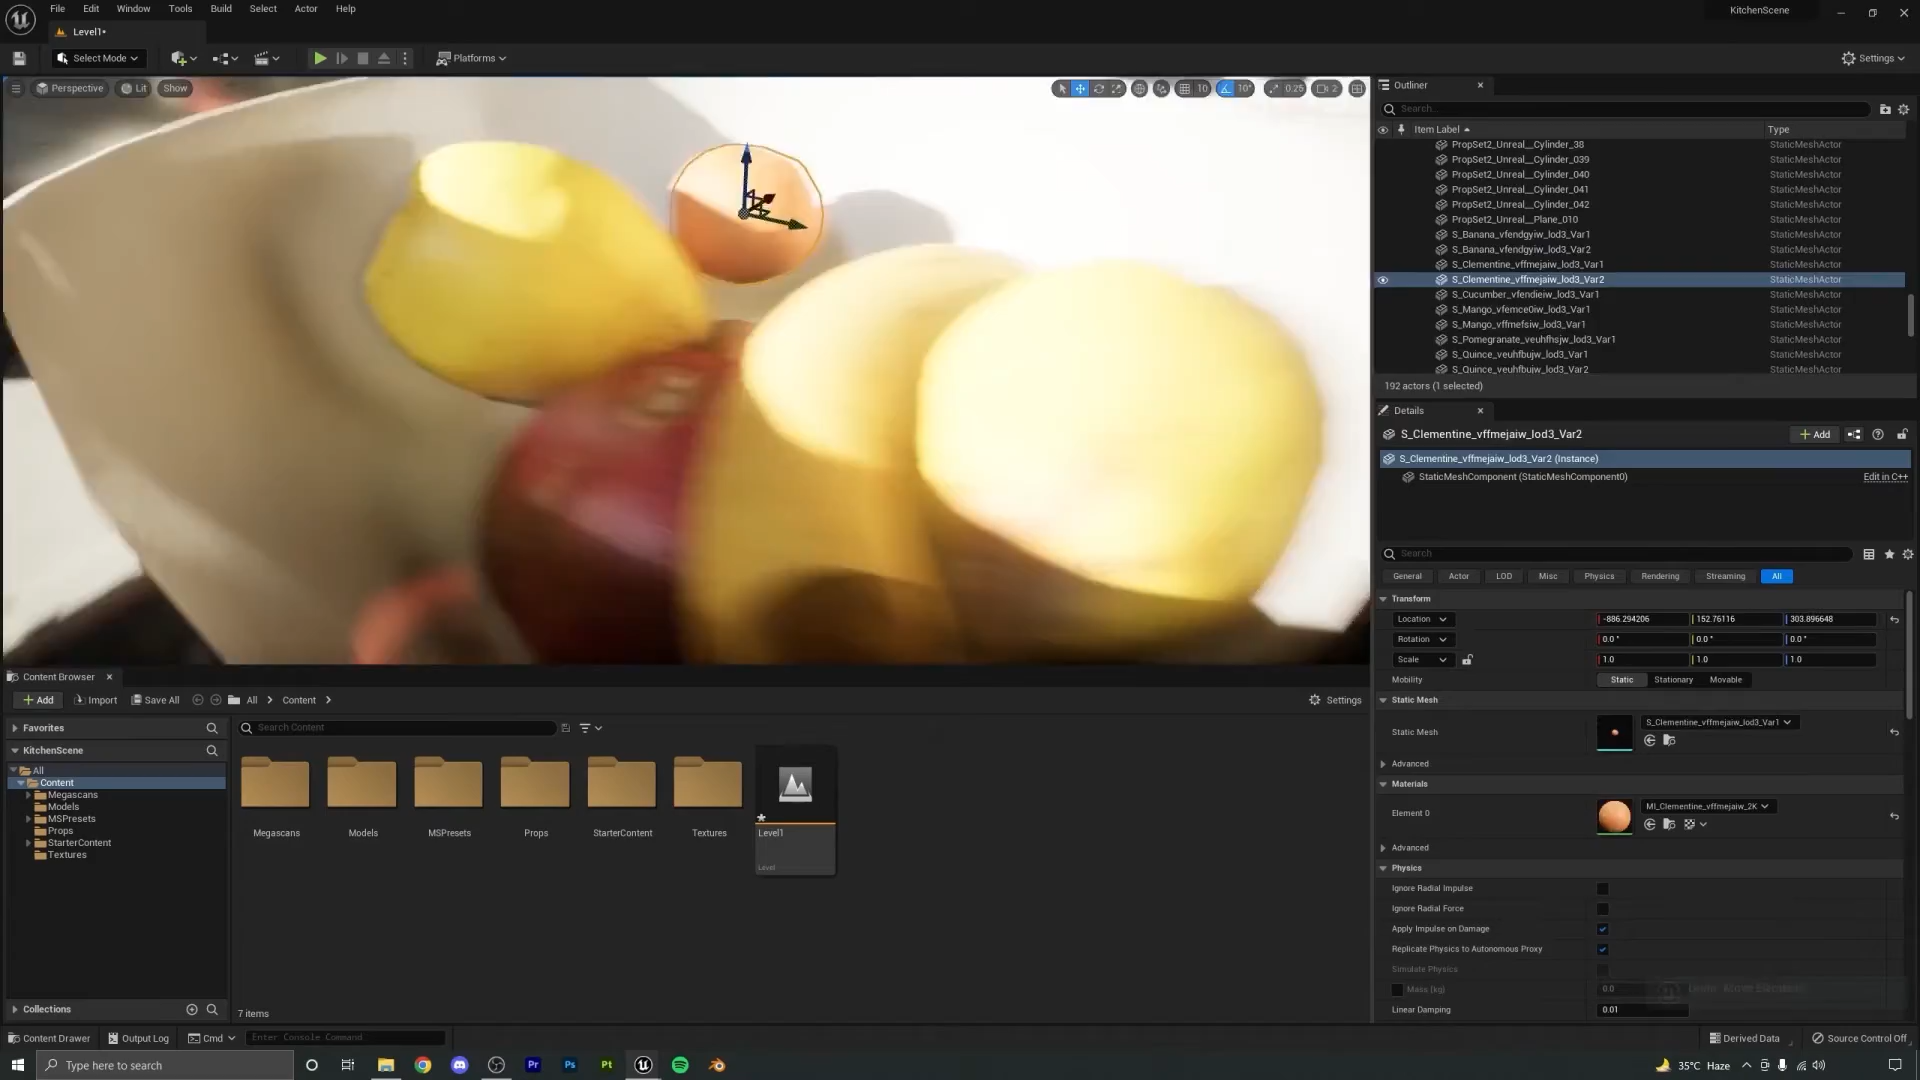 File Edit Window Tools Build Select Actor Help
KitchenScene
Level1•
Select Mode
Platforms
Settings
Perspective Lit Show
10 10° 0.25 2
Outliner
Search...
Item Label Type
PropSet2_Unreal__Cylinder_38 StaticMeshActor
PropSet2_Unreal__Cylinder_039 StaticMeshActor
PropSet2_Unreal__Cylinder_040 StaticMeshActor
PropSet2_Unreal__Cylinder_041 StaticMeshActor
PropSet2_Unreal__Cylinder_042 StaticMeshActor
PropSet2_Unreal__Plane_010 StaticMeshActor
S_Banana_vfendgyiw_lod3_Var1 StaticMeshActor
S_Banana_vfendgyiw_lod3_Var2 StaticMeshActor
S_Clementine_vffmejaiw_lod3_Var1 StaticMeshActor
S_Clementine_vffmejaiw_lod3_Var2 StaticMeshActor
S_Cucumber_vfendieiw_lod3_Var1 StaticMeshActor
S_Mango_vfemce0iw_lod3_Var1 StaticMeshActor
S_Mango_vffmefsiw_lod3_Var1 StaticMeshActor
S_Pomegranate_veuhfhsjw_lod3_Var1 StaticMeshActor
S_Quince_veuhfbujw_lod3_Var1 StaticMeshActor
S_Quince_veuhfbujw_lod3_Var2 StaticMeshActor
192 actors (1 selected)
Details
S_Clementine_vffmejaiw_lod3_Var2
Add
S_Clementine_vffmejaiw_lod3_Var2 (Instance)
StaticMeshComponent (StaticMeshComponent0) Edit in C++
Search
General Actor LOD Misc Physics Rendering Streaming All
Transform
Location -886.294206 152.76116 303.896648
Rotation 0.0 ° 0.0 ° 0.0 °
Scale 1.0 1.0 1.0
Mobility Static Stationary Movable
Static Mesh
Static Mesh S_Clementine_vffmejaiw_lod3_Var1
Advanced
Materials
Element 0 MI_Clementine_vffmejaiw_2K
Advanced
Physics
Ignore Radial Impulse
Ignore Radial Force
Apply Impulse on Damage
Replicate Physics to Autonomous Proxy
Simulate Physics
Mass (kg) 0.0
Linear Damping 0.01
Content Browser
Add Import Save All All Content Settings
Favorites
Search Content
KitchenScene
All
Content
Megascans
Models
MSPresets
Props
StarterContent
Textures
Megascans Models MSPresets Props StarterContent Textures Level1
Level
Collections
7 items
Content Drawer Output Log Cmd Enter Console Command Derived Data Source Control Off
Type here to search
Pr Ps Pt
35°C Haze